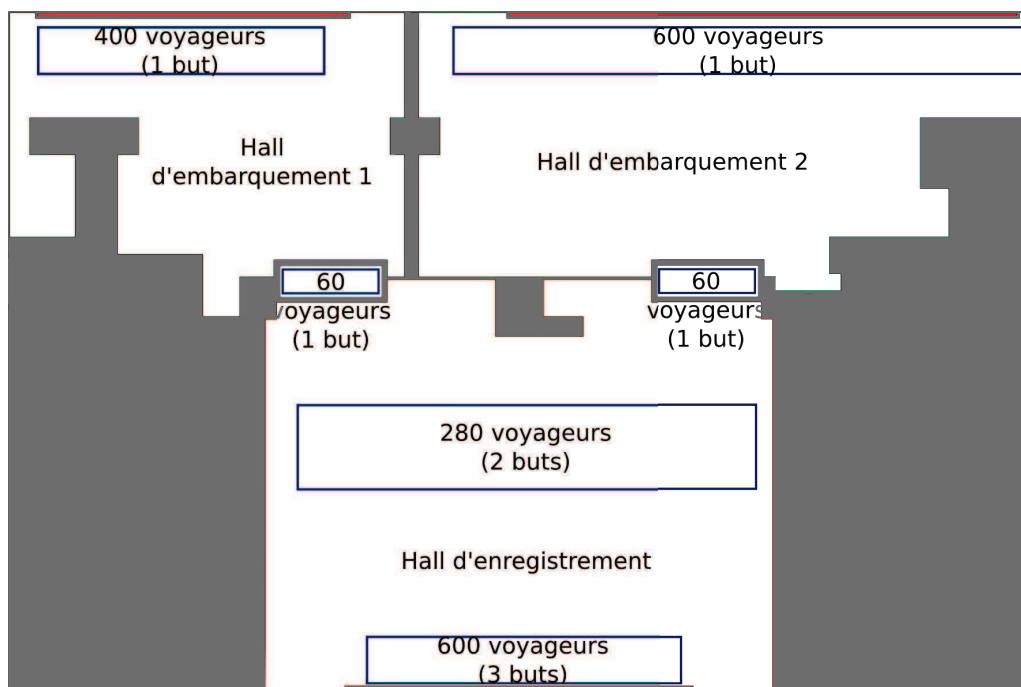 400 voyageurs
(1 but)
600 voyageurs
(1 but)
Hall
d'embarquement 1
Hall d'embarquement 2
60
voyageurs
(1 but)
60
voyageurs
(1 but)
280 voyageurs
(2 buts)
Hall d'enregistrement
600 voyageurs
(3 buts)